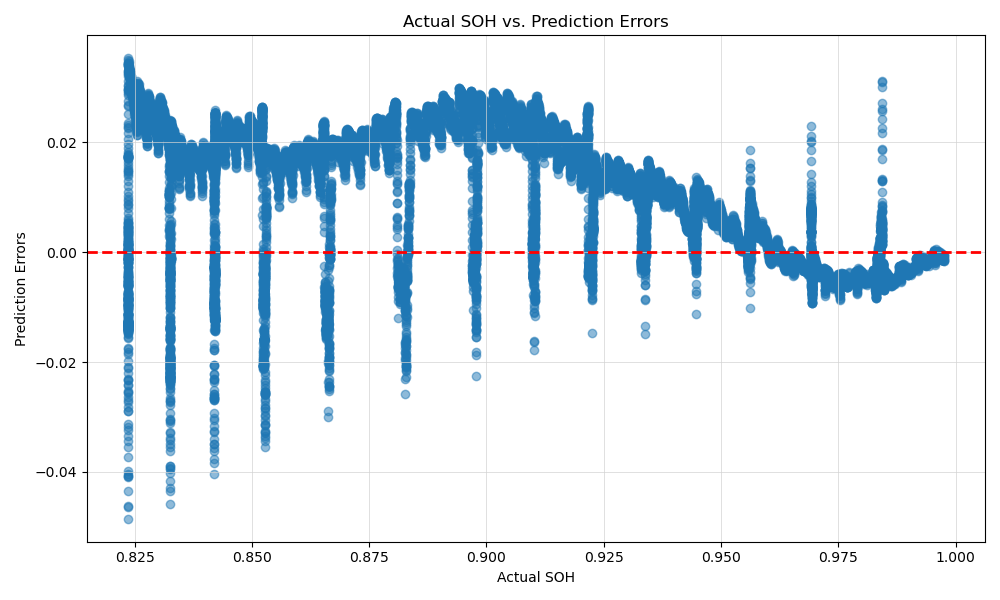 Actual SOH vs. Prediction Errors
Prediction Errors
0.02
0.00
−0.02
−0.04
0.825 0.850 0.875 0.900 0.925 0.950 0.975 1.000
Actual SOH